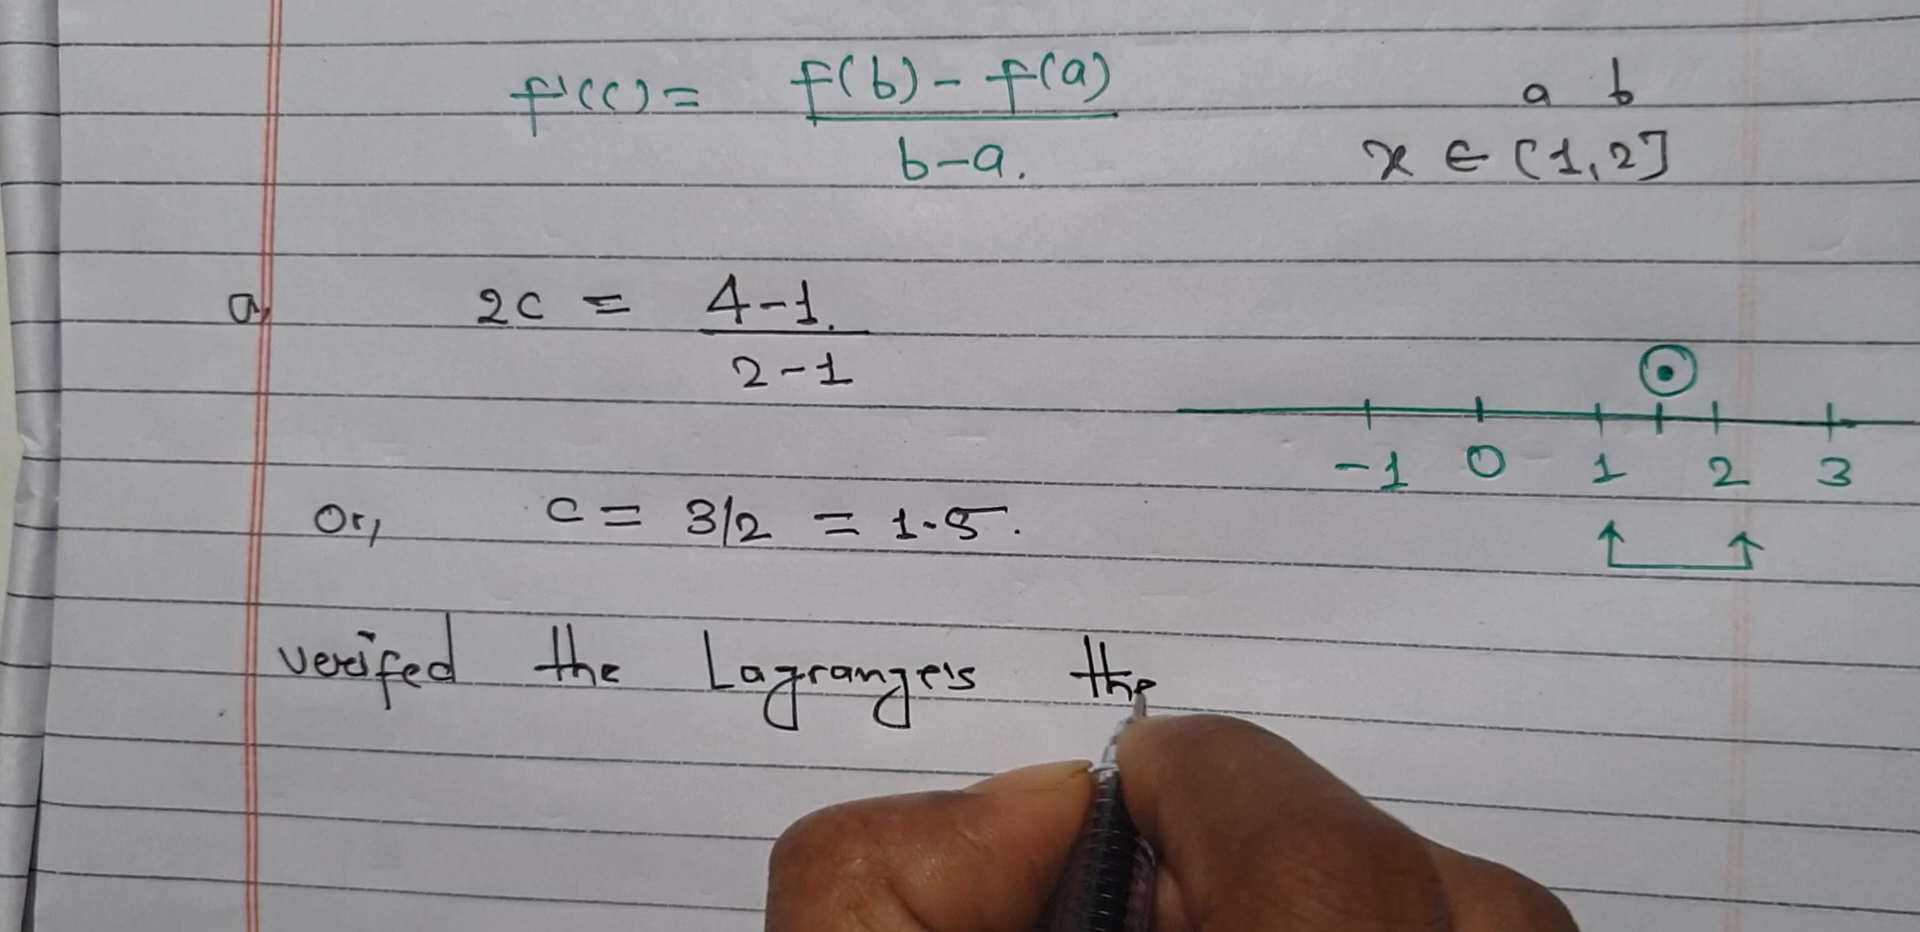 f'(c) = f(b) - f(a)
b-a.
a b
x ∈ [1,2]
a, 2c = 4-1.
2-1
-1 0 1 2 3
Or, c = 3/2 = 1.5.
verifed the Lagrange's the